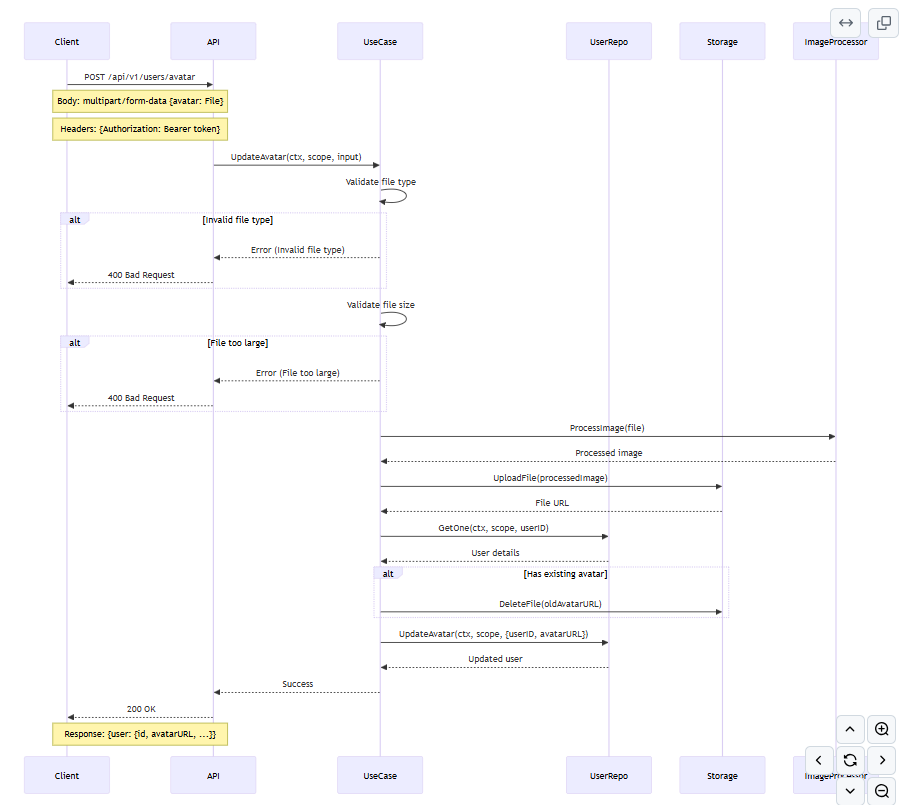 Client API UseCase UserRepo Storage ImageProcessor
POST /api/v1/users/avatar
Body: multipart/form-data {avatar: File}
Headers: {Authorization: Bearer token}
UpdateAvatar(ctx, scope, input)
Validate file type
alt [Invalid file type]
Error (Invalid file type)
400 Bad Request
Validate file size
alt [File too large]
Error (File too large)
400 Bad Request
ProcessImage(file)
Processed image
UploadFile(processedImage)
File URL
GetOne(ctx, scope, userID)
User details
alt [Has existing avatar]
DeleteFile(oldAvatarURL)
UpdateAvatar(ctx, scope, {userID, avatarURL})
Updated user
Success
200 OK
Response: {user: {id, avatarURL, ...}}
Client API UseCase UserRepo Storage ImageProcessor